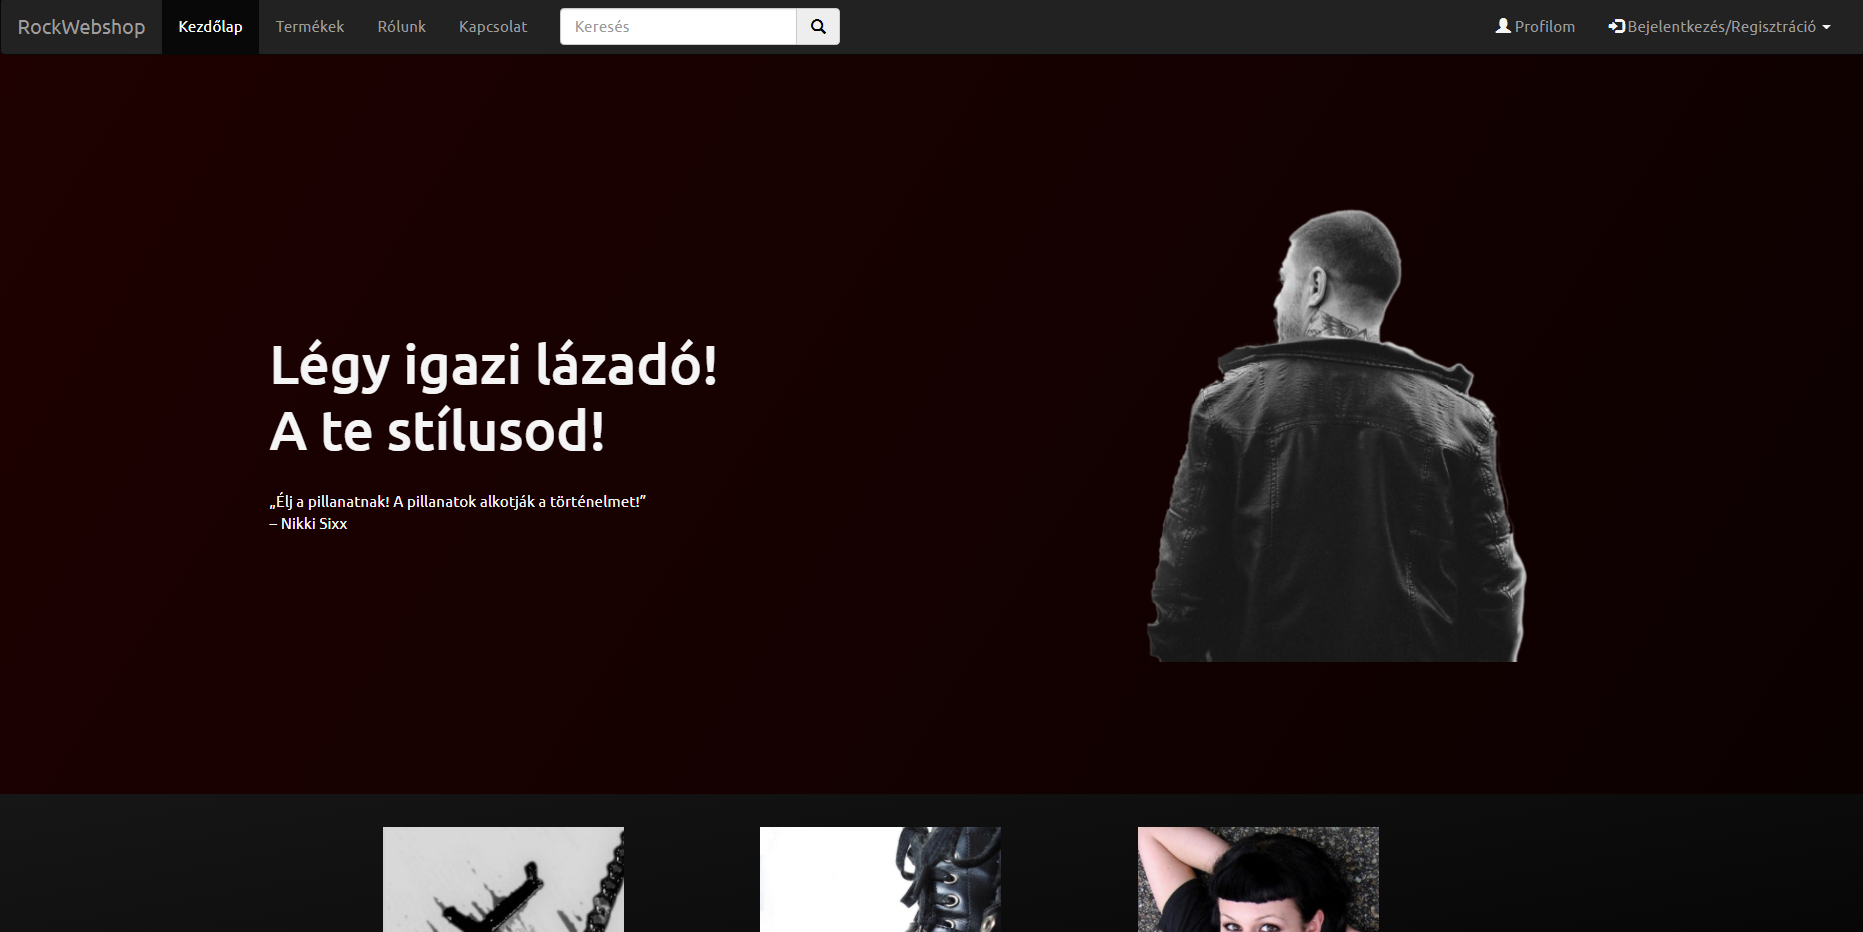 RockWebshop
Kezdőlap
Termékek
Rólunk
Kapcsolat
Keresés
Profilom
Bejelentkezés/Regisztráció
Légy igazi lázadó!
A te stílusod!
„Élj a pillanatnak! A pillanatok alkotják a történelmet!”
– Nikki Sixx